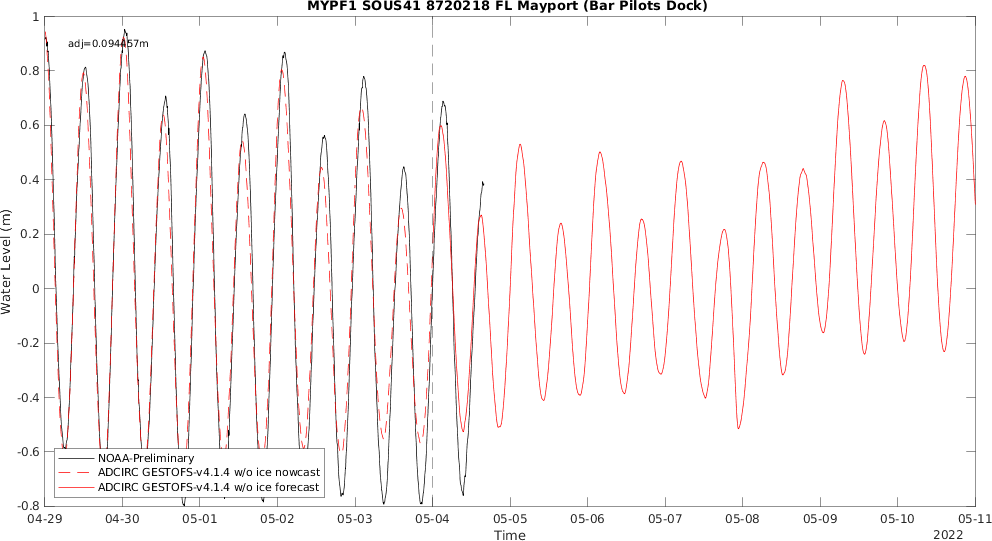 MYPF1 SOUS41 8720218 FL Mayport (Bar Pilots Dock)
adj=0.094457m
Water Level (m)
1
0.8
0.6
0.4
0.2
0
-0.2
-0.4
-0.6
-0.8
NOAA-Preliminary
ADCIRC GESTOFS-v4.1.4 w/o ice nowcast
ADCIRC GESTOFS-v4.1.4 w/o ice forecast
04-29 04-30 05-01 05-02 05-03 05-04 05-05 05-06 05-07 05-08 05-09 05-10 05-11
Time
2022